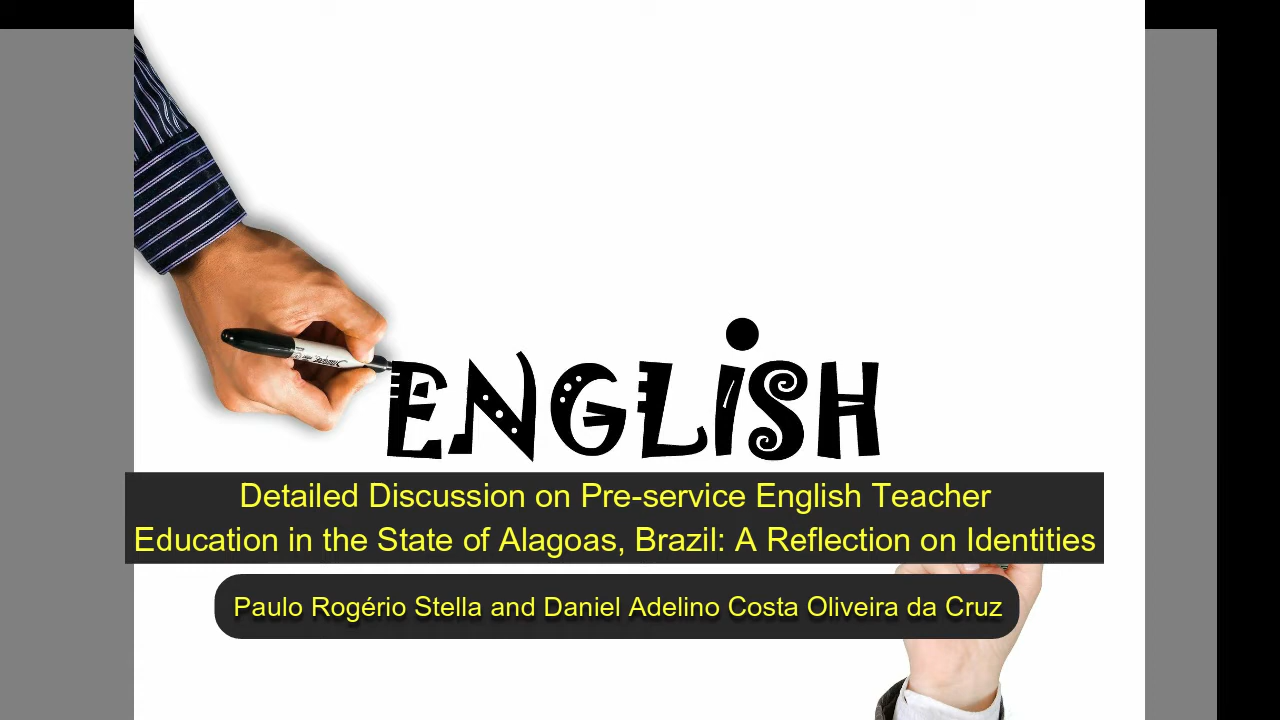 ENGLiSH
Detailed Discussion on Pre-service English Teacher
Education in the State of Alagoas, Brazil: A Reflection on Identities
Paulo Rogério Stella and Daniel Adelino Costa Oliveira da Cruz